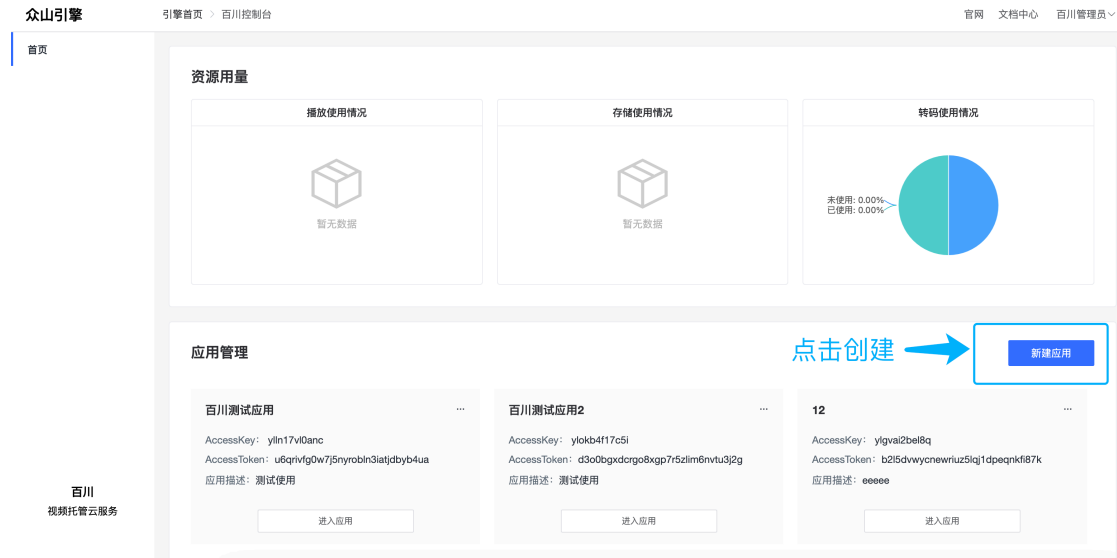 众山引擎
引擎首页 > 百川控制台
官网 文档中心 百川管理员
首页
资源用量
播放使用情况
暂无数据
存储使用情况
暂无数据
转码使用情况
未使用: 0.00%
已使用: 0.00%
应用管理
点击创建
新建应用
百川测试应用 ...
AccessKey: ylln17vl0anc
AccessToken: u6qrivfg0w7j5nyrobln3iatjdbyb4ua
应用描述: 测试使用
进入应用
百川测试应用2 ...
AccessKey: ylokb4f17c5i
AccessToken: d3o0bgxdcrgo8xgp7r5zlim6nvtu3j2g
应用描述: 测试使用
进入应用
12 ...
AccessKey: ylgvai2bel8q
AccessToken: b2l5dvwycnewriuz5lqj1dpeqnkfi87k
应用描述: eeeee
进入应用
百川
视频托管云服务